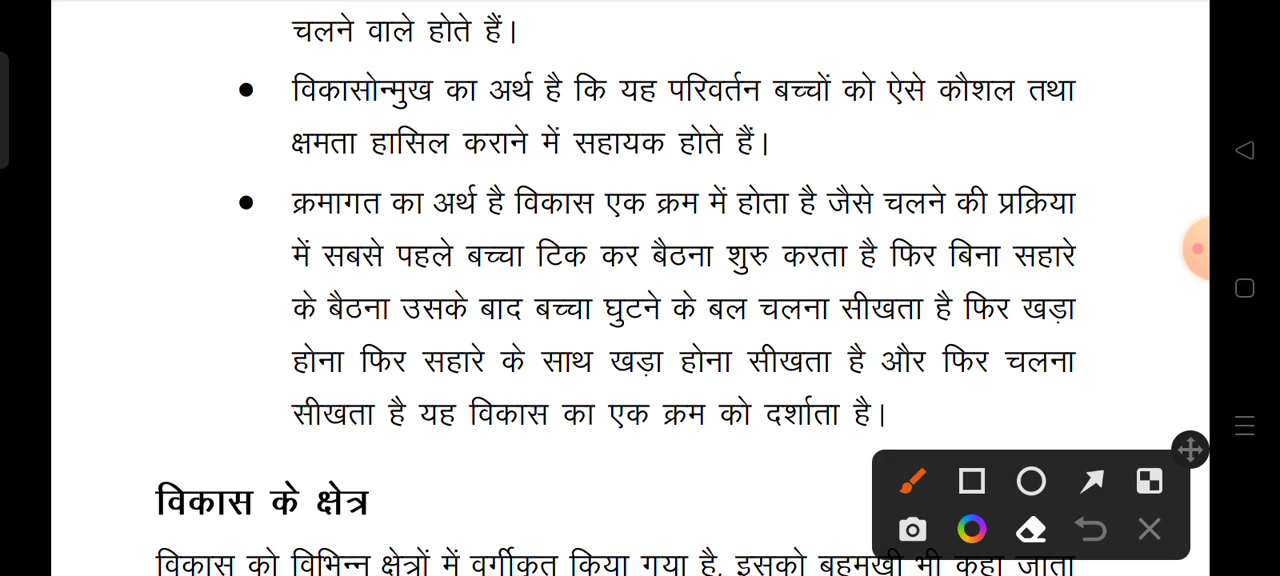 चलने वाले होते हैं।
● विकासोन्मुख का अर्थ है कि यह परिवर्तन बच्चों को ऐसे कौशल तथा
क्षमता हासिल कराने में सहायक होते हैं।
● क्रमागत का अर्थ है विकास एक क्रम में होता है जैसे चलने की प्रक्रिया
में सबसे पहले बच्चा टिक कर बैठना शुरु करता है फिर बिना सहारे
के बैठना उसके बाद बच्चा घुटने के बल चलना सीखता है फिर खड़ा
होना फिर सहारे के साथ खड़ा होना सीखता है और फिर चलना
सीखता है यह विकास का एक क्रम को दर्शाता है।
विकास के क्षेत्र
विकास को विभिन्न क्षेत्रों में वर्गीकृत किया गया है, इसको बहुमुखी भी कहा जाता